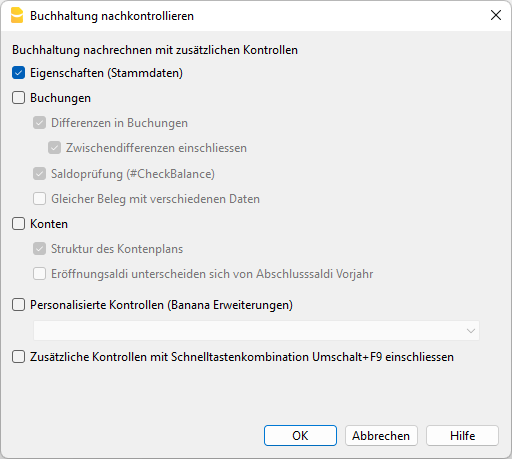 Buchhaltung nachkontrollieren
Buchhaltung nachrechnen mit zusätzlichen Kontrollen
Eigenschaften (Stammdaten)
Buchungen
Differenzen in Buchungen
Zwischendifferenzen einschliessen
Saldoprüfung (#CheckBalance)
Gleicher Beleg mit verschiedenen Daten
Konten
Struktur des Kontenplans
Eröffnungsaldi unterscheiden sich von Abschlusssaldi Vorjahr
Personalisierte Kontrollen (Banana Erweiterungen)
Zusätzliche Kontrollen mit Schnelltastenkombination Umschalt+F9 einschliessen
OK Abbrechen Hilfe